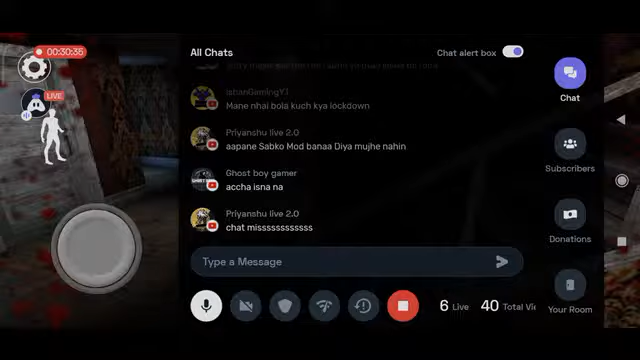 00:30:35
All Chats
Chat alert box
LIVE
IshanGamingYT
Mane nhai bola kuch kya lockdown
Chat
Priyanshu live 2.0
aapane Sabko Mod banaa Diya mujhe nahin
Subscribers
Ghost boy gamer
accha isna na
Priyanshu live 2.0
chat missssssssssss
Donations
Type a Message
6 Live 40 Total Vie
Your Room